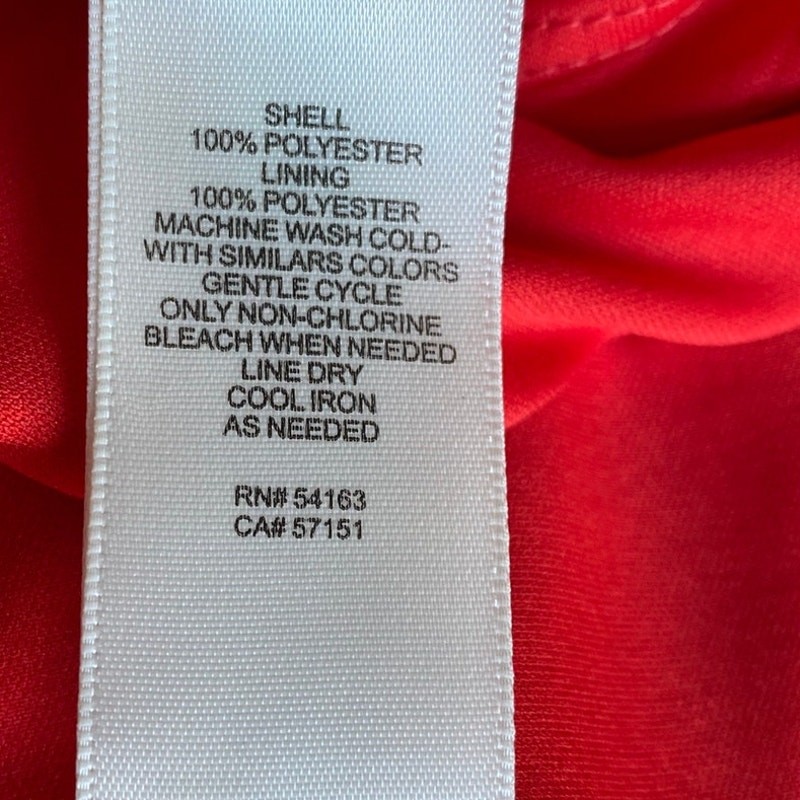 SHELL
100% POLYESTER
LINING
100% POLYESTER
MACHINE WASH COLD-
WITH SIMILARS COLORS
GENTLE CYCLE
ONLY NON-CHLORINE
BLEACH WHEN NEEDED
LINE DRY
COOL IRON
AS NEEDED
RN# 54163
CA# 57151